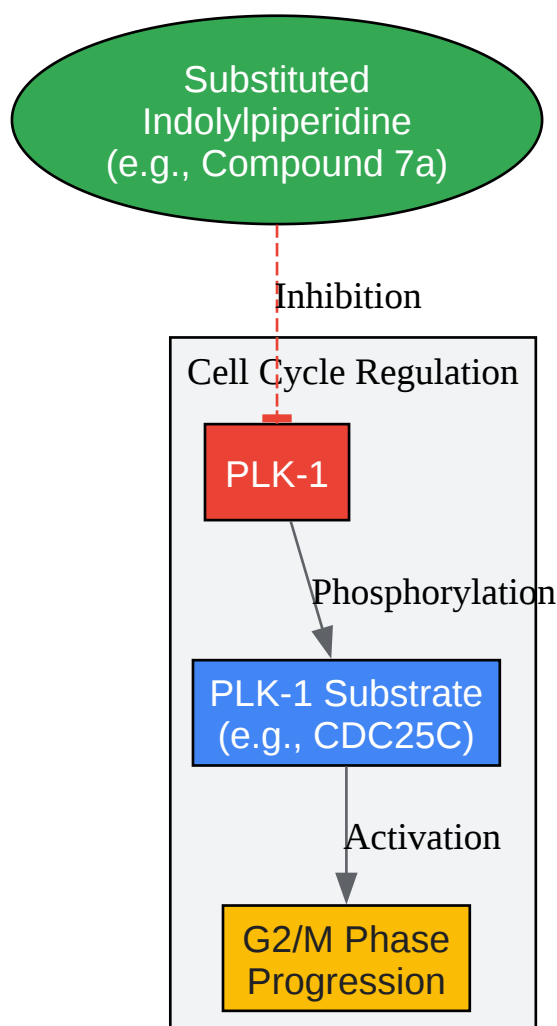 Substituted
Indolylpiperidine
(e.g., Compound 7a)
Inhibition
Cell Cycle Regulation
PLK-1
Phosphorylation
PLK-1 Substrate
(e.g., CDC25C)
Activation
G2/M Phase
Progression